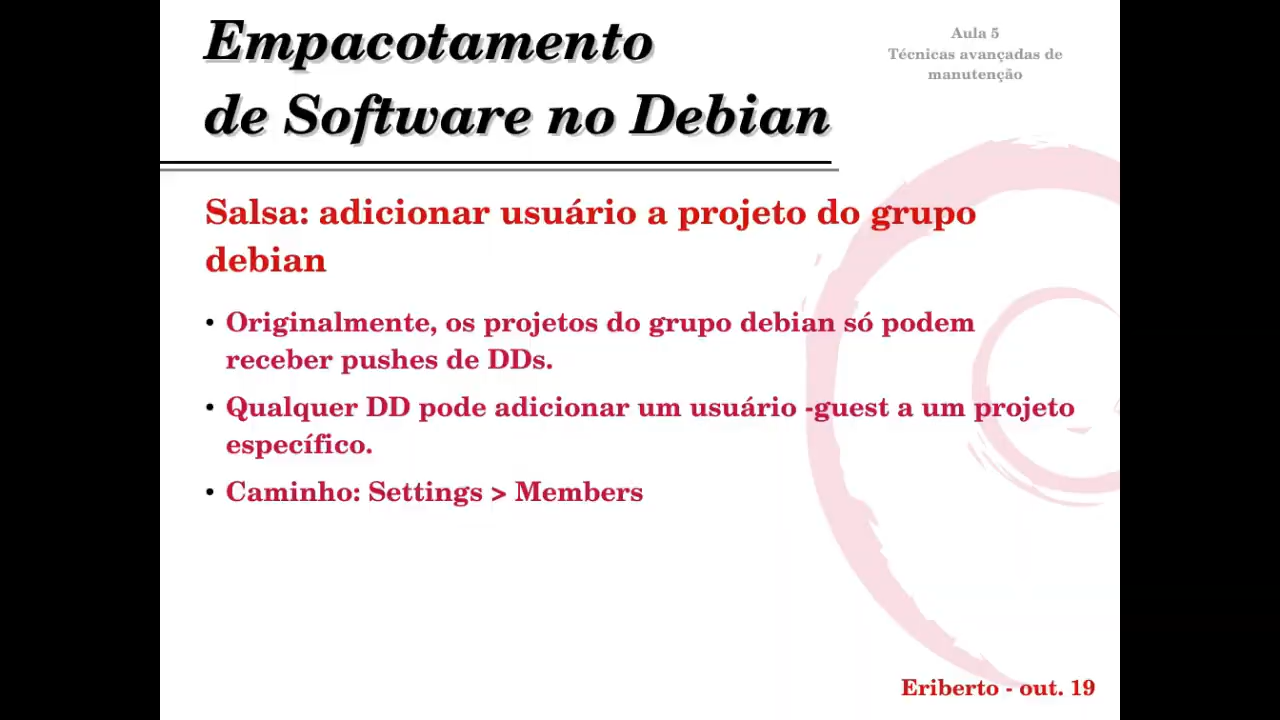 Empacotamento
de Software no Debian
Aula 5
Técnicas avançadas de
manutenção
Salsa: adicionar usuário a projeto do grupo
debian
• Originalmente, os projetos do grupo debian só podem
receber pushes de DDs.
• Qualquer DD pode adicionar um usuário -guest a um projeto
específico.
• Caminho: Settings > Members
Eriberto - out. 19